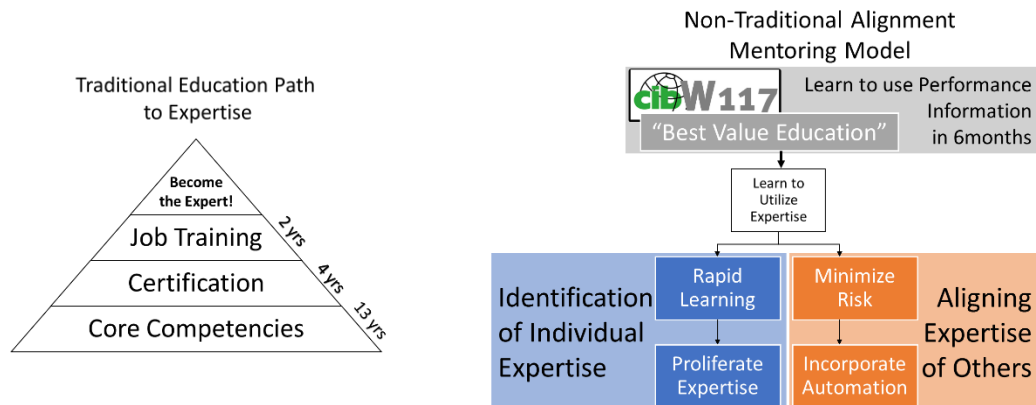 Traditional Education Path
to Expertise
Become
the Expert!
Job Training
2 yrs
Certification
4 yrs
Core Competencies
13 yrs
Non-Traditional Alignment
Mentoring Model
cibW117
Learn to use Performance
Information
in 6months
“Best Value Education”
Learn to
Utilize
Expertise
Identification
of Individual
Expertise
Rapid
Learning
Proliferate
Expertise
Minimize
Risk
Incorporate
Automation
Aligning
Expertise
of Others